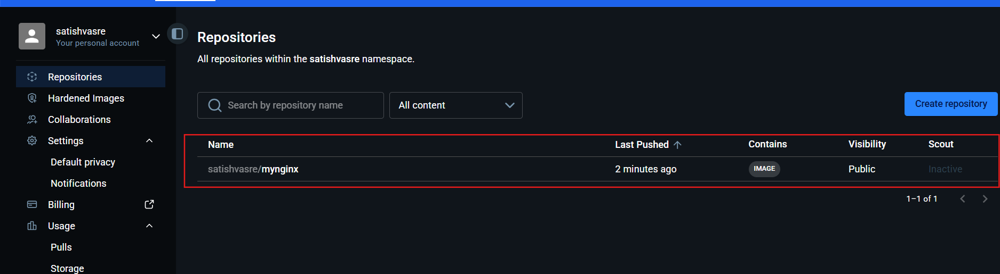 satishvasre
Your personal account
Repositories
Hardened Images
Collaborations
Settings
Default privacy
Notifications
Billing
Usage
Pulls
Storage
Repositories
All repositories within the satishvasre namespace.
Search by repository name
All content
Create repository
Name Last Pushed Contains Visibility Scout
satishvasre/mynginx 2 minutes ago IMAGE Public Inactive
1–1 of 1